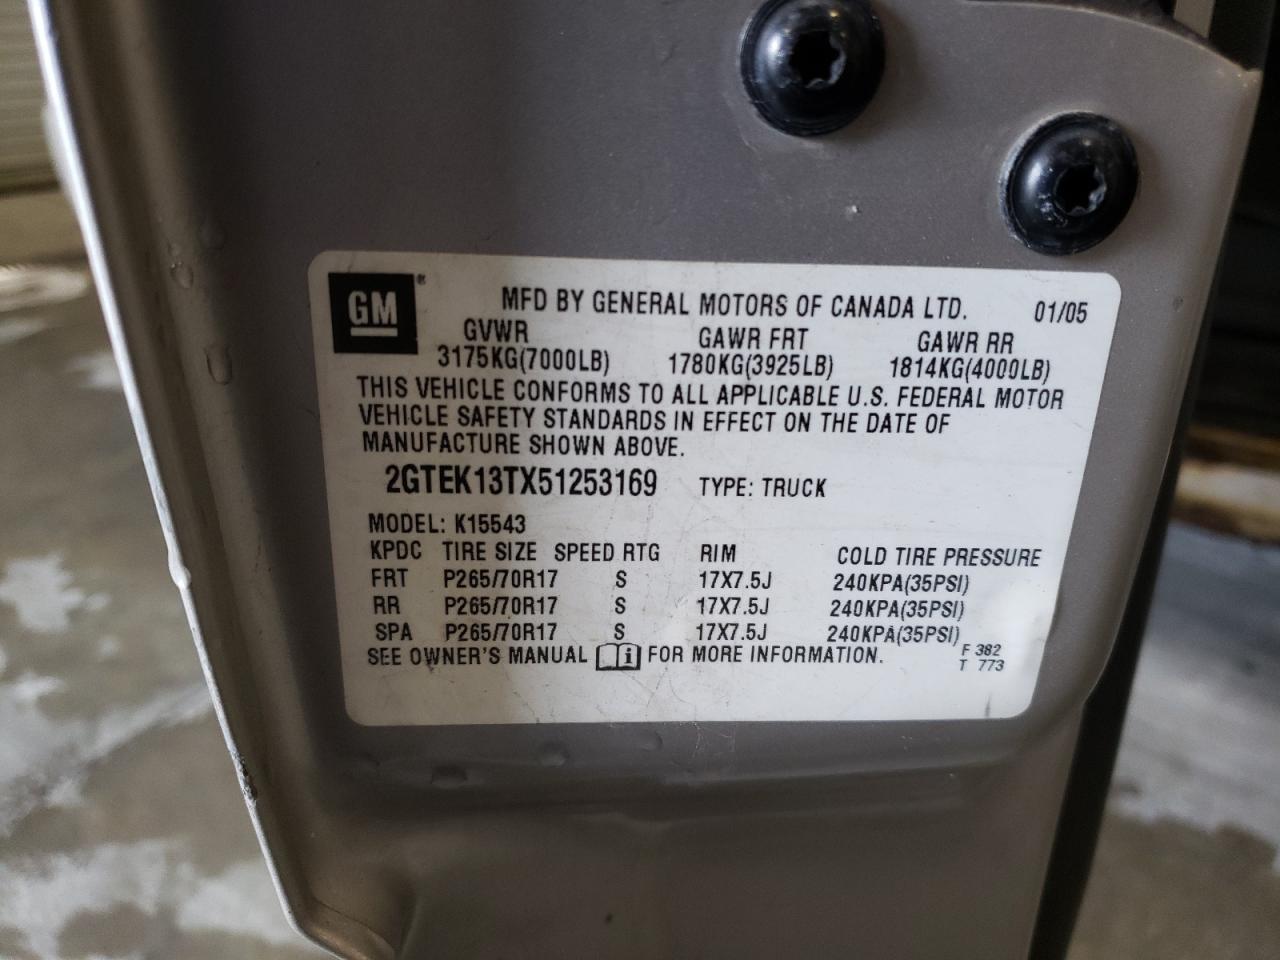 GM ®
MFD BY GENERAL MOTORS OF CANADA LTD. 01/05
GVWR GAWR FRT GAWR RR
3175KG(7000LB) 1780KG(3925LB) 1814KG(4000LB)
THIS VEHICLE CONFORMS TO ALL APPLICABLE U.S. FEDERAL MOTOR
VEHICLE SAFETY STANDARDS IN EFFECT ON THE DATE OF
MANUFACTURE SHOWN ABOVE.
2GTEK13TX51253169 TYPE: TRUCK
MODEL: K15543
KPDC TIRE SIZE SPEED RTG RIM COLD TIRE PRESSURE
FRT P265/70R17 S 17X7.5J 240KPA(35PSI)
RR P265/70R17 S 17X7.5J 240KPA(35PSI)
SPA P265/70R17 S 17X7.5J 240KPA(35PSI)
SEE OWNER'S MANUAL i FOR MORE INFORMATION. F 382
T 773